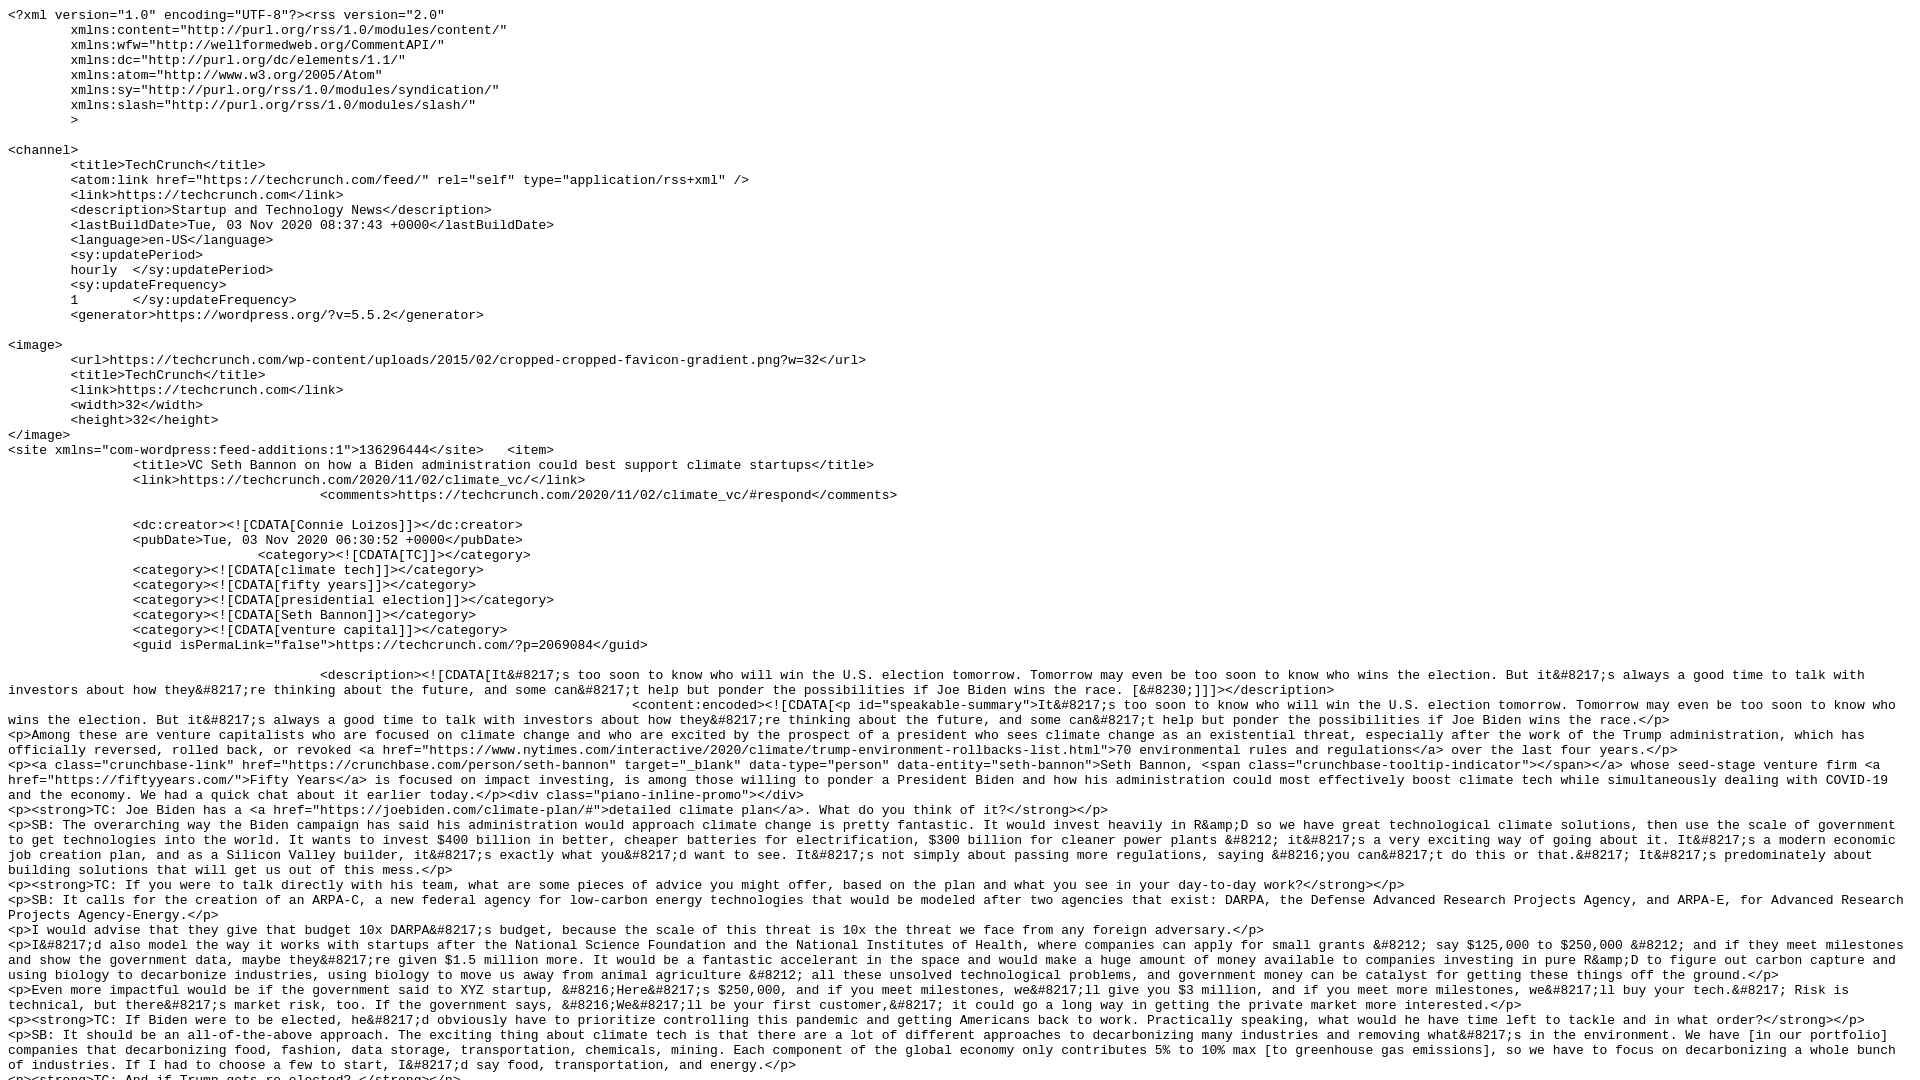 <?xml version="1.0" encoding="UTF-8"?><rss version="2.0"
xmlns:content="http://purl.org/rss/1.0/modules/content/"
xmlns:wfw="http://wellformedweb.org/CommentAPI/"
xmlns:dc="http://purl.org/dc/elements/1.1/"
xmlns:atom="http://www.w3.org/2005/Atom"
xmlns:sy="http://purl.org/rss/1.0/modules/syndication/"
xmlns:slash="http://purl.org/rss/1.0/modules/slash/"
>
<channel>
<title>TechCrunch</title>
<atom:link href="https://techcrunch.com/feed/" rel="self" type="application/rss+xml" />
<link>https://techcrunch.com</link>
<description>Startup and Technology News</description>
<lastBuildDate>Tue, 03 Nov 2020 08:37:43 +0000</lastBuildDate>
<language>en-US</language>
<sy:updatePeriod>
hourly  </sy:updatePeriod>
<sy:updateFrequency>
1       </sy:updateFrequency>
<generator>https://wordpress.org/?v=5.5.2</generator>
<image>
<url>https://techcrunch.com/wp-content/uploads/2015/02/cropped-cropped-favicon-gradient.png?w=32</url>
<title>TechCrunch</title>
<link>https://techcrunch.com</link>
<width>32</width>
<height>32</height>
</image>
<site xmlns="com-wordpress:feed-additions:1">136296444</site>   <item>
<title>VC Seth Bannon on how a Biden administration could best support climate startups</title>
<link>https://techcrunch.com/2020/11/02/climate_vc/</link>
<comments>https://techcrunch.com/2020/11/02/climate_vc/#respond</comments>
<dc:creator><![CDATA[Connie Loizos]]></dc:creator>
<pubDate>Tue, 03 Nov 2020 06:30:52 +0000</pubDate>
<category><![CDATA[TC]]></category>
<category><![CDATA[climate tech]]></category>
<category><![CDATA[fifty years]]></category>
<category><![CDATA[presidential election]]></category>
<category><![CDATA[Seth Bannon]]></category>
<category><![CDATA[venture capital]]></category>
<guid isPermaLink="false">https://techcrunch.com/?p=2069084</guid>
<description><![CDATA[It&#8217;s too soon to know who will win the U.S. election tomorrow. Tomorrow may even be too soon to know who wins the election. But it&#8217;s always a good time to talk with
investors about how they&#8217;re thinking about the future, and some can&#8217;t help but ponder the possibilities if Joe Biden wins the race. [&#8230;]]]></description>
<content:encoded><![CDATA[<p id="speakable-summary">It&#8217;s too soon to know who will win the U.S. election tomorrow. Tomorrow may even be too soon to know who
wins the election. But it&#8217;s always a good time to talk with investors about how they&#8217;re thinking about the future, and some can&#8217;t help but ponder the possibilities if Joe Biden wins the race.</p>
<p>Among these are venture capitalists who are focused on climate change and who are excited by the prospect of a president who sees climate change as an existential threat, especially after the work of the Trump administration, which has
officially reversed, rolled back, or revoked <a href="https://www.nytimes.com/interactive/2020/climate/trump-environment-rollbacks-list.html">70 environmental rules and regulations</a> over the last four years.</p>
<p><a class="crunchbase-link" href="https://crunchbase.com/person/seth-bannon" target="_blank" data-type="person" data-entity="seth-bannon">Seth Bannon, <span class="crunchbase-tooltip-indicator"></span></a> whose seed-stage venture firm <a
href="https://fiftyyears.com/">Fifty Years</a> is focused on impact investing, is among those willing to ponder a President Biden and how his administration could most effectively boost climate tech while simultaneously dealing with COVID-19
and the economy. We had a quick chat about it earlier today.</p><div class="piano-inline-promo"></div>
<p><strong>TC: Joe Biden has a <a href="https://joebiden.com/climate-plan/#">detailed climate plan</a>. What do you think of it?</strong></p>
<p>SB: The overarching way the Biden campaign has said his administration would approach climate change is pretty fantastic. It would invest heavily in R&amp;D so we have great technological climate solutions, then use the scale of government
to get technologies into the world. It wants to invest $400 billion in better, cheaper batteries for electrification, $300 billion for cleaner power plants &#8212; it&#8217;s a very exciting way of going about it. It&#8217;s a modern economic
job creation plan, and as a Silicon Valley builder, it&#8217;s exactly what you&#8217;d want to see. It&#8217;s not simply about passing more regulations, saying &#8216;you can&#8217;t do this or that.&#8217; It&#8217;s predominately about
building solutions that will get us out of this mess.</p>
<p><strong>TC: If you were to talk directly with his team, what are some pieces of advice you might offer, based on the plan and what you see in your day-to-day work?</strong></p>
<p>SB: It calls for the creation of an ARPA-C, a new federal agency for low-carbon energy technologies that would be modeled after two agencies that exist: DARPA, the Defense Advanced Research Projects Agency, and ARPA-E, for Advanced Research
Projects Agency-Energy.</p>
<p>I would advise that they give that budget 10x DARPA&#8217;s budget, because the scale of this threat is 10x the threat we face from any foreign adversary.</p>
<p>I&#8217;d also model the way it works with startups after the National Science Foundation and the National Institutes of Health, where companies can apply for small grants &#8212; say $125,000 to $250,000 &#8212; and if they meet milestones
and show the government data, maybe they&#8217;re given $1.5 million more. It would be a fantastic accelerant in the space and would make a huge amount of money available to companies investing in pure R&amp;D to figure out carbon capture and
using biology to decarbonize industries, using biology to move us away from animal agriculture &#8212; all these unsolved technological problems, and government money can be catalyst for getting these things off the ground.</p>
<p>Even more impactful would be if the government said to XYZ startup, &#8216;Here&#8217;s $250,000, and if you meet milestones, we&#8217;ll give you $3 million, and if you meet more milestones, we&#8217;ll buy your tech.&#8217; Risk is
technical, but there&#8217;s market risk, too. If the government says, &#8216;We&#8217;ll be your first customer,&#8217; it could go a long way in getting the private market more interested.</p>
<p><strong>TC: If Biden were to be elected, he&#8217;d obviously have to prioritize controlling this pandemic and getting Americans back to work. Practically speaking, what would he have time left to tackle and in what order?</strong></p>
<p>SB: It should be an all-of-the-above approach. The exciting thing about climate tech is that there are a lot of different approaches to decarbonizing many industries and removing what&#8217;s in the environment. We have [in our portfolio]
companies that decarbonizing food, fashion, data storage, transportation, chemicals, mining. Each component of the global economy only contributes 5% to 10% max [to greenhouse gas emissions], so we have to focus on decarbonizing a whole bunch
of industries. If I had to choose a few to start, I&#8217;d say food, transportation, and energy.</p>
<p><strong>TC: And if Trump gets re-elected? </strong></p>